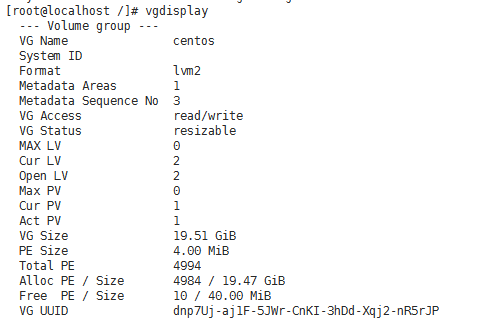 [root@localhost /]# vgdisplay
  --- Volume group ---
  VG Name               centos
  System ID
  Format                lvm2
  Metadata Areas        1
  Metadata Sequence No  3
  VG Access             read/write
  VG Status             resizable
  MAX LV                0
  Cur LV                2
  Open LV               2
  Max PV                0
  Cur PV                1
  Act PV                1
  VG Size               19.51 GiB
  PE Size               4.00 MiB
  Total PE              4994
  Alloc PE / Size       4984 / 19.47 GiB
  Free  PE / Size       10 / 40.00 MiB
  VG UUID               dnp7Uj-aj1F-5JWr-CnKI-3hDd-Xqj2-nR5rJP